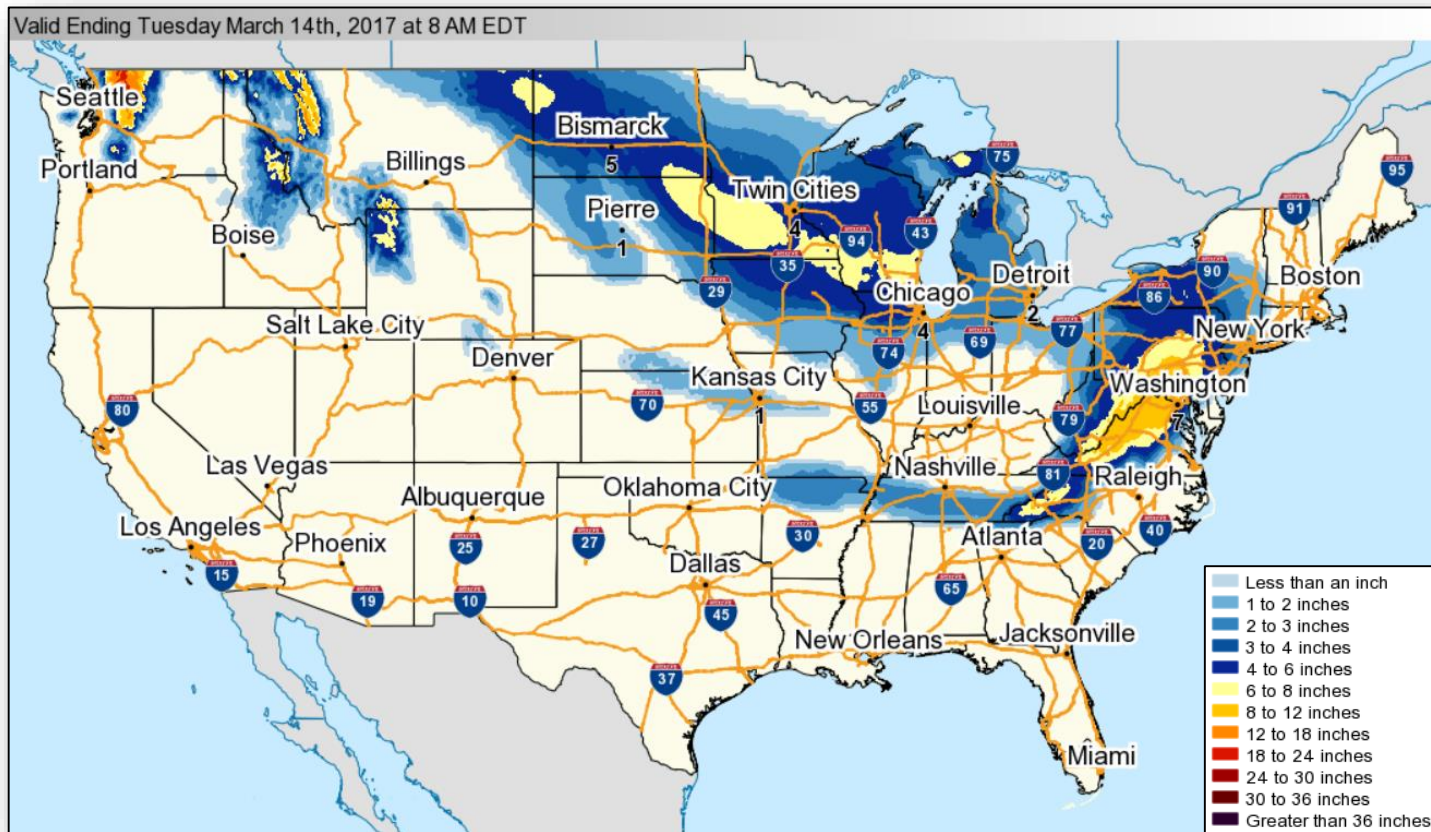 Valid Ending Tuesday March 14th, 2017 at 8 AM EDT
Seattle
Portland
Bismarck
5
Billings
Twin Cities
4
75
95
Pierre
1
Boise
94
43
91
35
29
Detroit
2
90
Boston
86
Chicago
4
Salt Lake City
77
New York
74
69
Denver
Kansas City
1
Washington
7
80
70
55
Louisville
79
Las Vegas
Nashville
81
Raleigh
Albuquerque
Oklahoma City
Los Angeles
Phoenix
25
27
30
Atlanta
20
40
15
Dallas
19
10
45
65
New Orleans
Jacksonville
37
Miami
Less than an inch
1 to 2 inches
2 to 3 inches
3 to 4 inches
4 to 6 inches
6 to 8 inches
8 to 12 inches
12 to 18 inches
18 to 24 inches
24 to 30 inches
30 to 36 inches
Greater than 36 inches